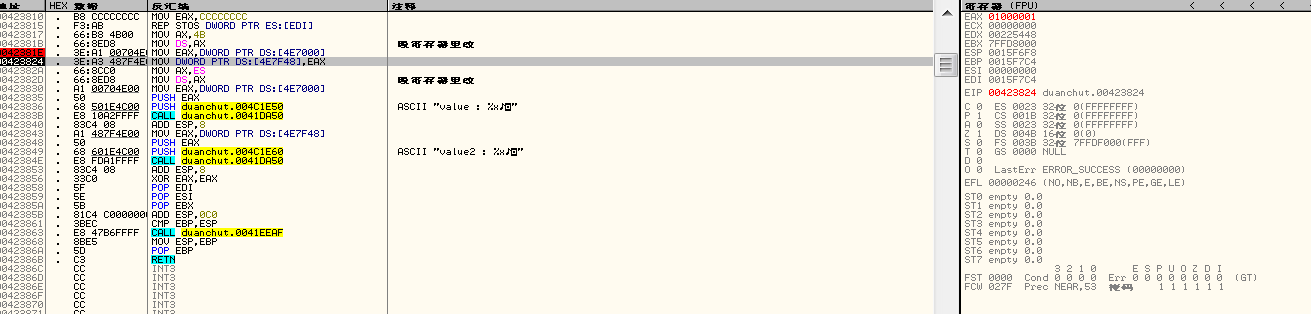 地址 HEX 数据 反汇编 注释
00423810 . B8 CCCCCCCC MOV EAX,CCCCCCCC
00423815 . F3:AB REP STOS DWORD PTR ES:[EDI]
00423817 . 66:B8 4B00 MOV AX,4B
0042381B . 66:8ED8 MOV DS,AX 段寄存器里改
0042381E . 3E:A1 00704E MOV EAX,DWORD PTR DS:[4E7000]
00423824 . 3E:A3 487F4E MOV DWORD PTR DS:[4E7F48],EAX
0042382A . 66:8CC0 MOV AX,ES
0042382D . 66:8ED8 MOV DS,AX 段寄存器里改
00423830 . A1 00704E00 MOV EAX,DWORD PTR DS:[4E7000]
00423835 . 50 PUSH EAX
00423836 . 68 501E4C00 PUSH duanchut.004C1E50 ASCII "value : %x♪◙"
0042383B . E8 10A2FFFF CALL duanchut.0041DA50
00423840 . 83C4 08 ADD ESP,8
00423843 . A1 487F4E00 MOV EAX,DWORD PTR DS:[4E7F48]
00423848 . 50 PUSH EAX
00423849 . 68 601E4C00 PUSH duanchut.004C1E60 ASCII "value2 : %x♪◙"
0042384E . E8 FDA1FFFF CALL duanchut.0041DA50
00423853 . 83C4 08 ADD ESP,8
00423856 . 33C0 XOR EAX,EAX
00423858 . 5F POP EDI
00423859 . 5E POP ESI
0042385A . 5B POP EBX
0042385B . 81C4 C0000000 ADD ESP,0C0
00423861 . 3BEC CMP EBP,ESP
00423863 . E8 47B6FFFF CALL duanchut.0041EEAF
00423868 . 8BE5 MOV ESP,EBP
0042386A . 5D POP EBP
0042386B . C3 RETN
0042386C CC INT3
0042386D CC INT3
0042386E CC INT3
0042386F CC INT3
00423870 CC INT3
00423871 CC INT3
寄存器 (FPU) < < < <
EAX 01000001
ECX 00000000
EDX 00225448
EBX 7FFD8000
ESP 0015F6F8
EBP 0015F7C4
ESI 00000000
EDI 0015F7C4
EIP 00423824 duanchut.00423824
C 0 ES 0023 32位 0(FFFFFFFF)
P 1 CS 001B 32位 0(FFFFFFFF)
A 0 SS 0023 32位 0(FFFFFFFF)
Z 1 DS 004B 16位 0(0)
S 0 FS 003B 32位 7FFDF000(FFF)
T 0 GS 0000 NULL
D 0
O 0 LastErr ERROR_SUCCESS (00000000)
EFL 00000246 (NO,NB,E,BE,NS,PE,GE,LE)
ST0 empty 0.0
ST1 empty 0.0
ST2 empty 0.0
ST3 empty 0.0
ST4 empty 0.0
ST5 empty 0.0
ST6 empty 0.0
ST7 empty 0.0
3 2 1 0 E S P U O Z D I
FST 0000 Cond 0 0 0 0 Err 0 0 0 0 0 0 0 0 (GT)
FCW 027F Prec NEAR,53 掩码 1 1 1 1 1 1